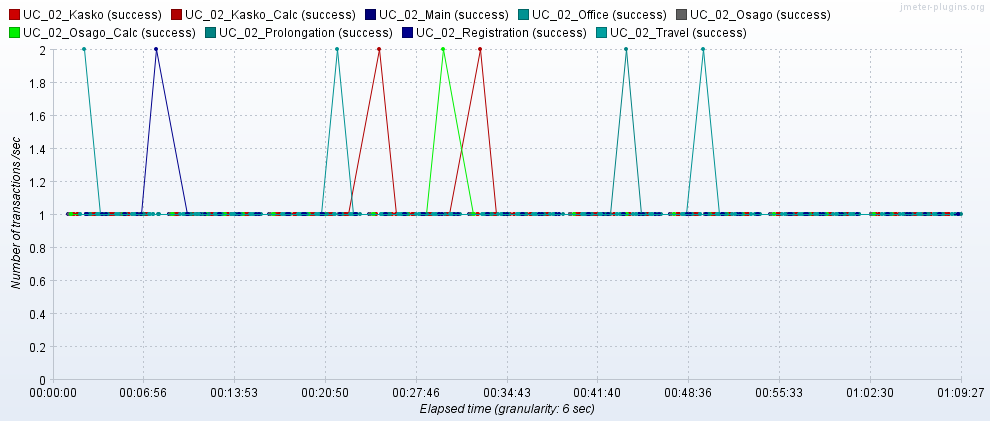 jmeter-plugins.org
UC_02_Kasko (success) UC_02_Kasko_Calc (success) UC_02_Main (success) UC_02_Office (success) UC_02_Osago (success)
UC_02_Osago_Calc (success) UC_02_Prolongation (success) UC_02_Registration (success) UC_02_Travel (success)
Number of transactions /sec
2
1.8
1.6
1.4
1.2
1
0.8
0.6
0.4
0.2
0
00:00:00 00:06:56 00:13:53 00:20:50 00:27:46 00:34:43 00:41:40 00:48:36 00:55:33 01:02:30 01:09:27
Elapsed time (granularity: 6 sec)